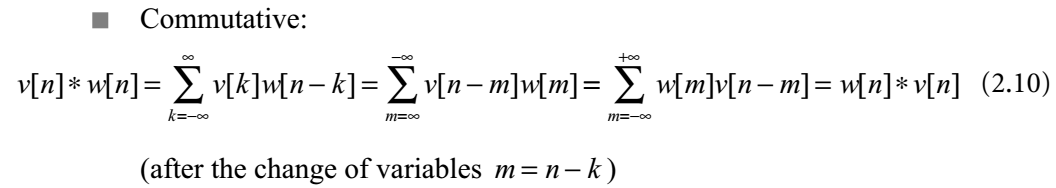 ■ Commutative:
v[n]∗w[n]= ∑_{k=−∞}^{∞} v[k]w[n−k]= ∑_{m=∞}^{−∞} v[n−m]w[m]= ∑_{m=−∞}^{+∞} w[m]v[n−m]=w[n]∗v[n] (2.10)
(after the change of variables m=n−k)